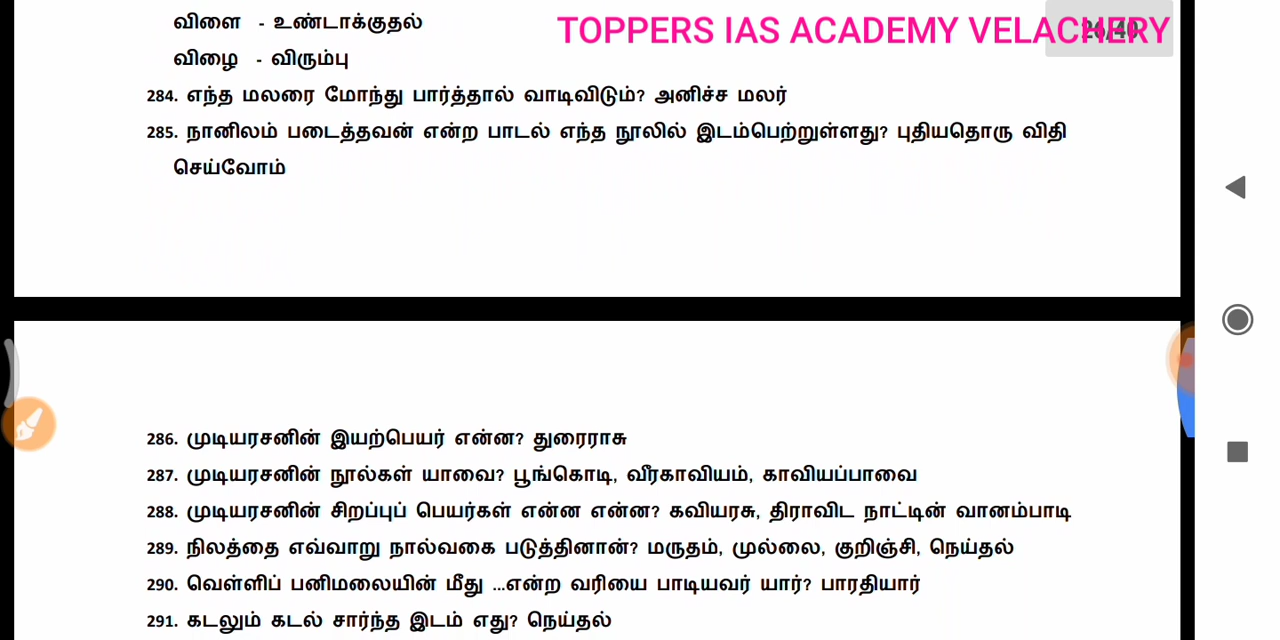 விளை - உண்டாக்குதல்
TOPPERS IAS ACADEMY VELACHERY
26/40
விழை - விரும்பு
284. எந்த மலரை மோந்து பார்த்தால் வாடிவிடும்? அனிச்ச மலர்
285. நானிலம் படைத்தவன் என்ற பாடல் எந்த நூலில் இடம்பெற்றுள்ளது? புதியதொரு விதி
செய்வோம்
286. முடியரசனின் இயற்பெயர் என்ன? துரைராசு
287. முடியரசனின் நூல்கள் யாவை? பூங்கொடி, வீரகாவியம், காவியப்பாவை
288. முடியரசனின் சிறப்புப் பெயர்கள் என்ன என்ன? கவியரசு, திராவிட நாட்டின் வானம்பாடி
289. நிலத்தை எவ்வாறு நால்வகை படுத்தினான்? மருதம், முல்லை, குறிஞ்சி, நெய்தல்
290. வெள்ளிப் பனிமலையின் மீது ...என்ற வரியை பாடியவர் யார்? பாரதியார்
291. கடலும் கடல் சார்ந்த இடம் எது? நெய்தல்